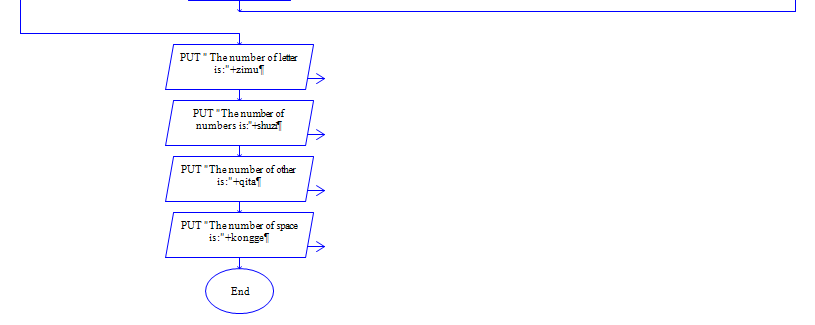 PUT " The number of letter
is:"+zimu¶
PUT "The number of
numbers is:"+shuzi¶
PUT "The number of other
is:"+qita¶
PUT "The number of space
is:"+kongge¶
End